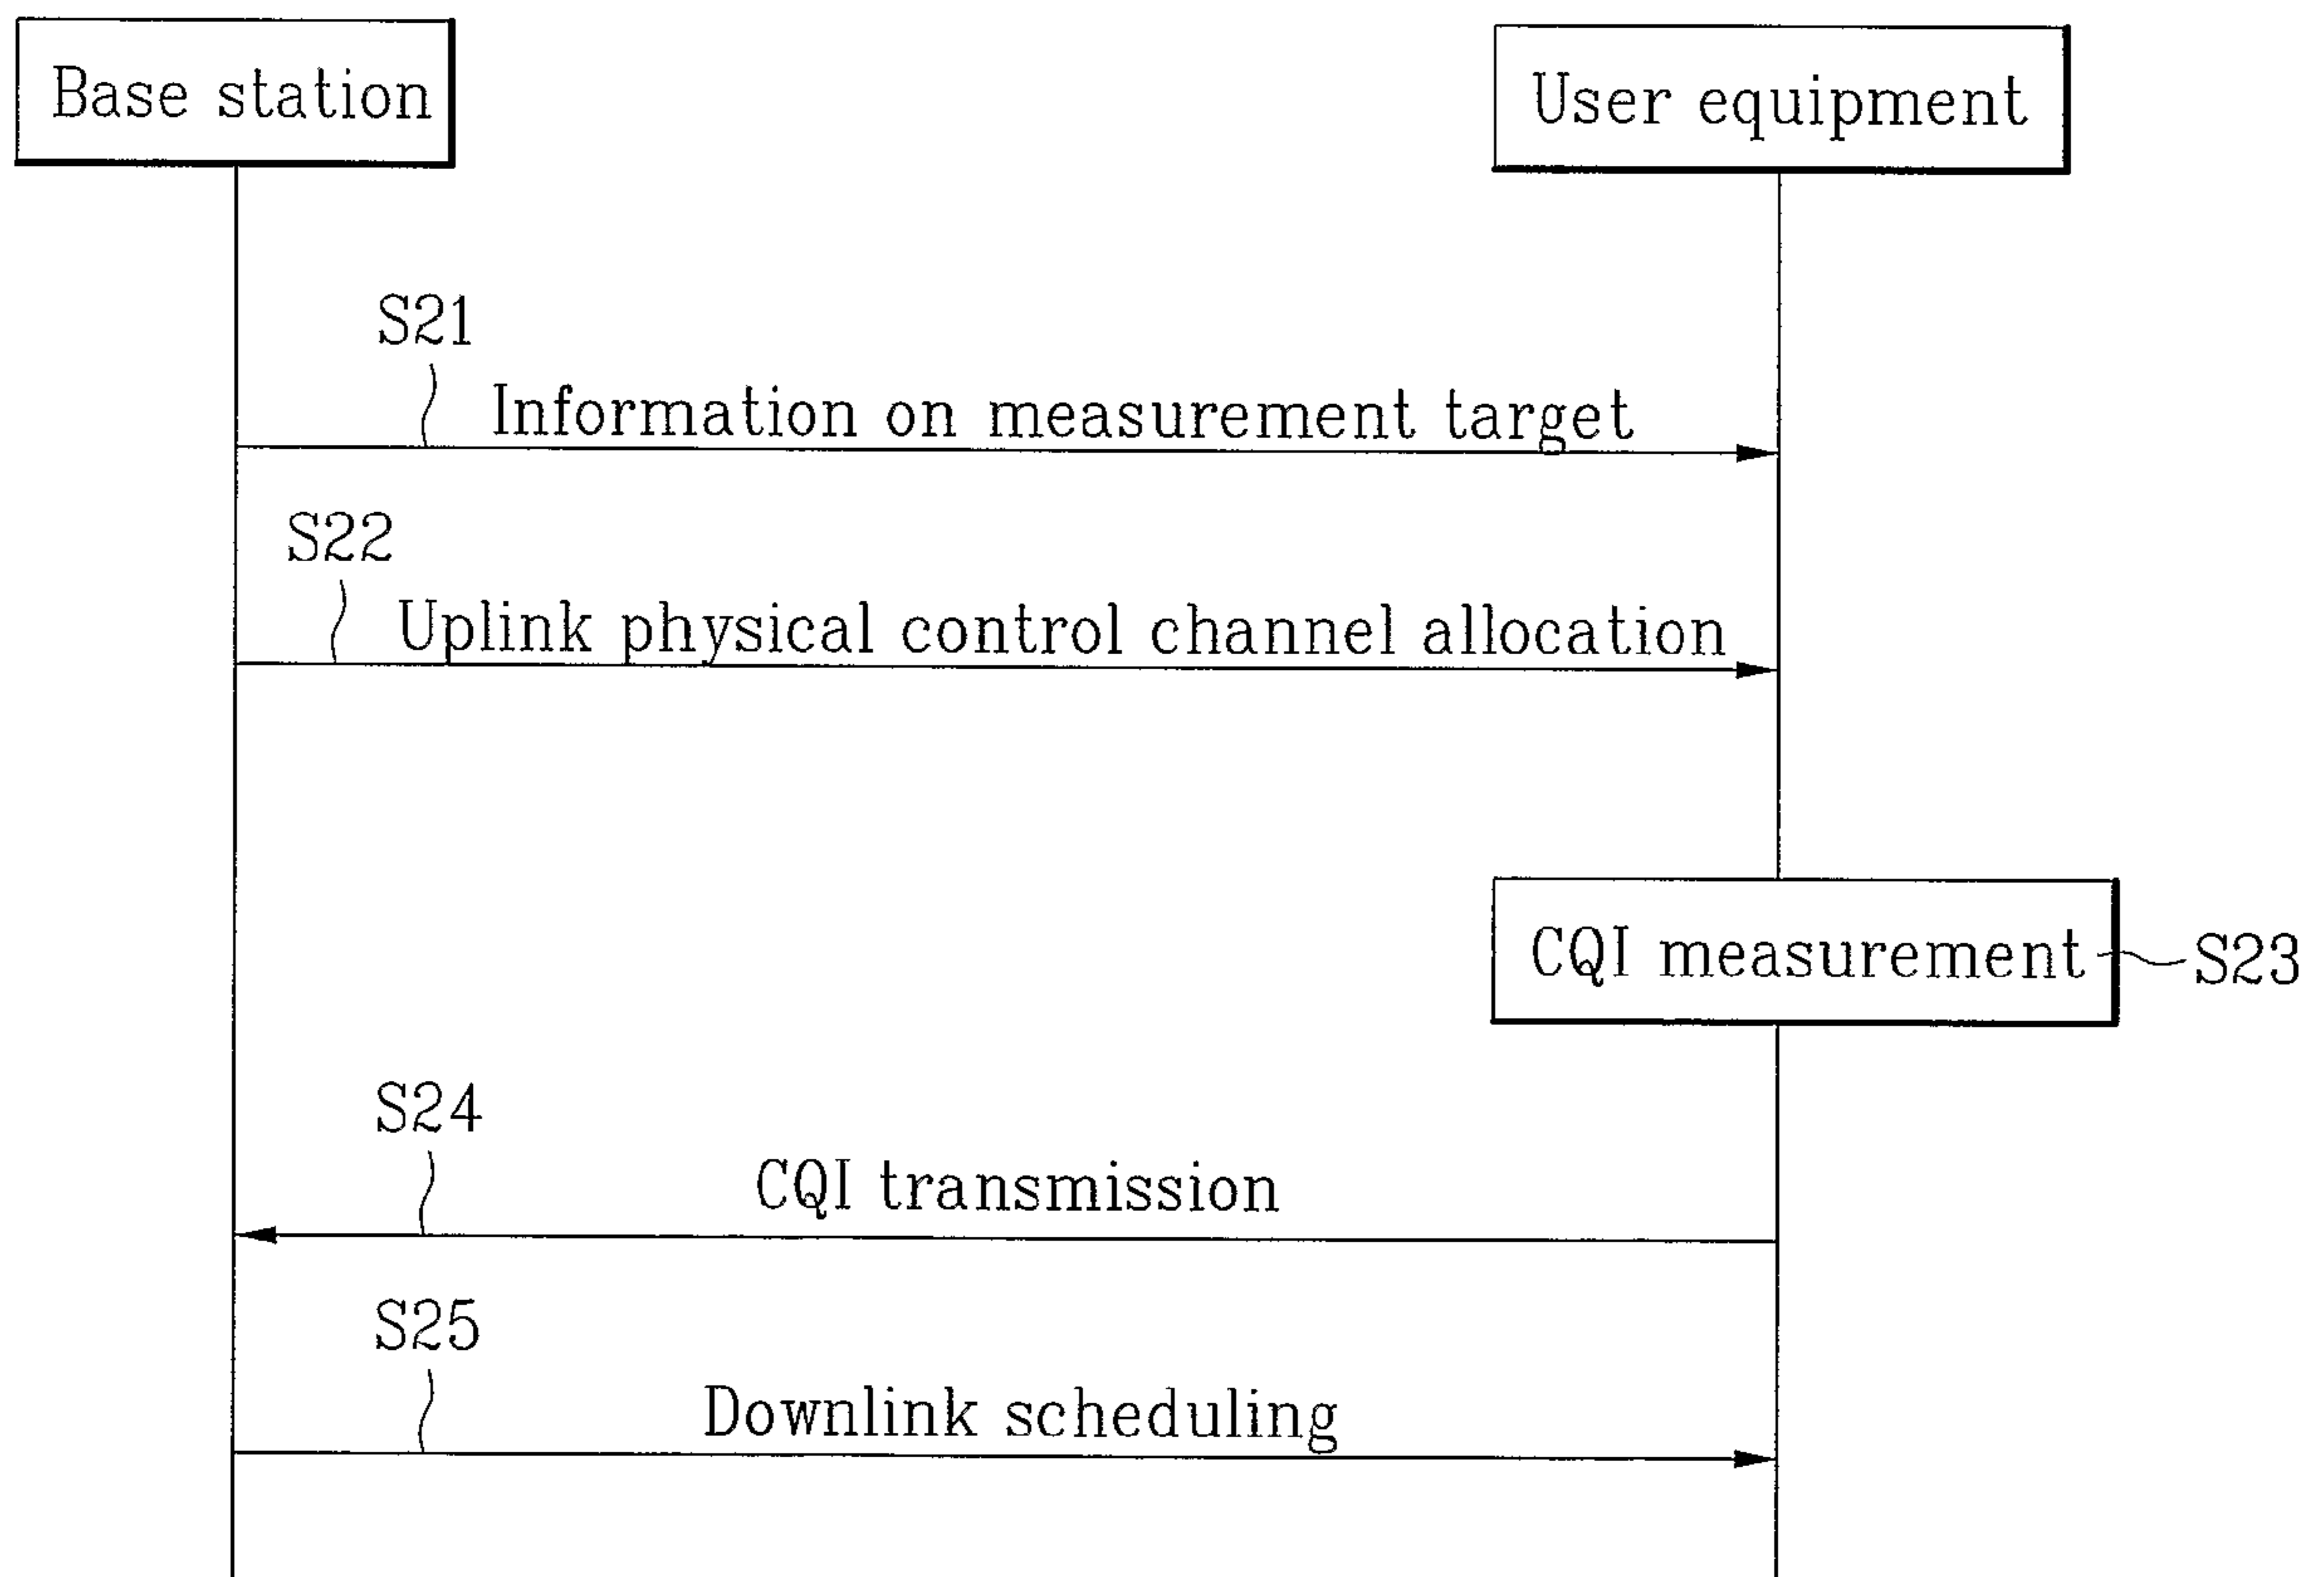 Base station
User equipment
S21
Information on measurement target
S22
Uplink physical control channel allocation
CQI measurement
S23
S24
CQI transmission
S25
Downlink scheduling